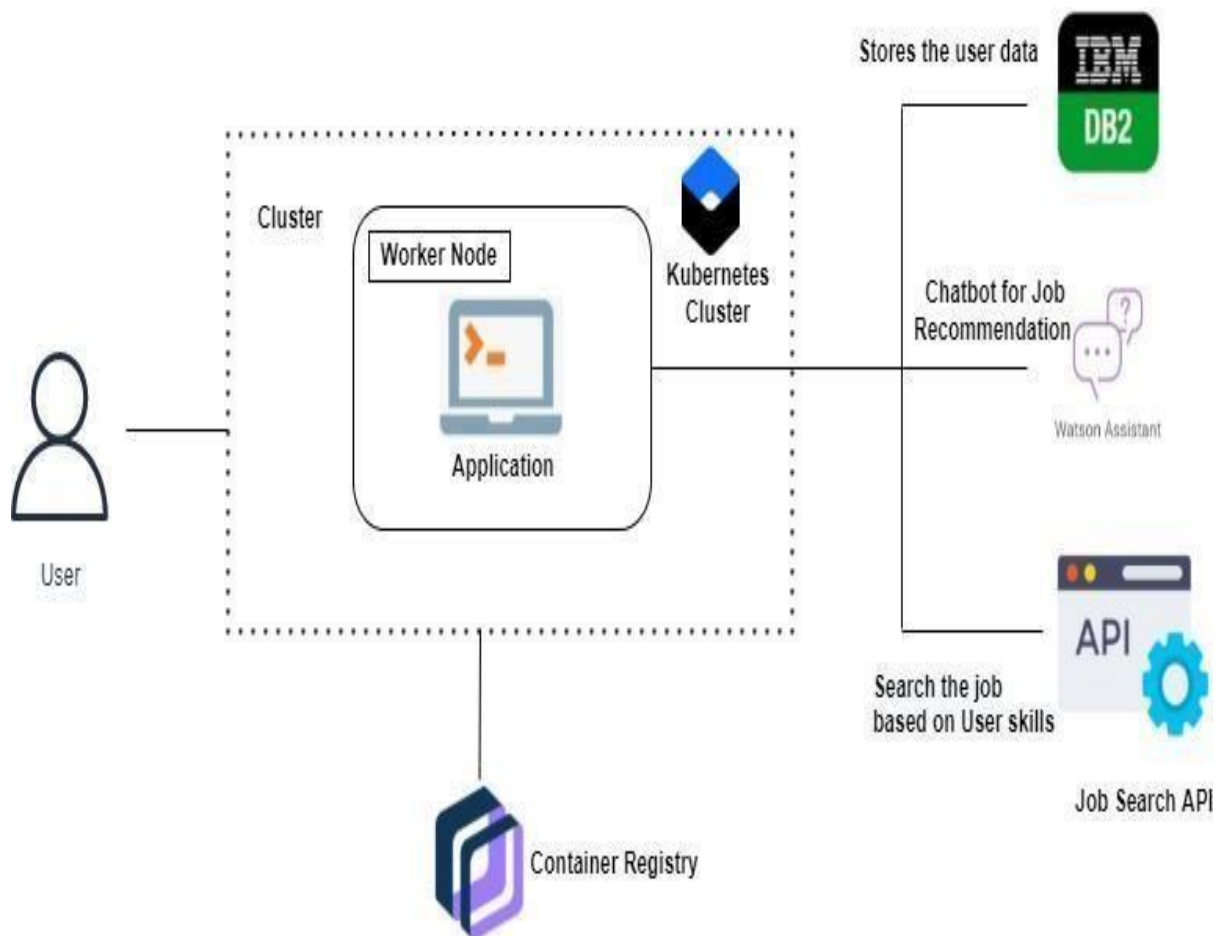 Stores the user data
IBM
DB2
Cluster
Worker Node
Kubernetes
Cluster
Application
User
Chatbot for Job
Recommendation
?
Watson Assistant
API
Search the job
based on User skills
Job Search API
Container Registry